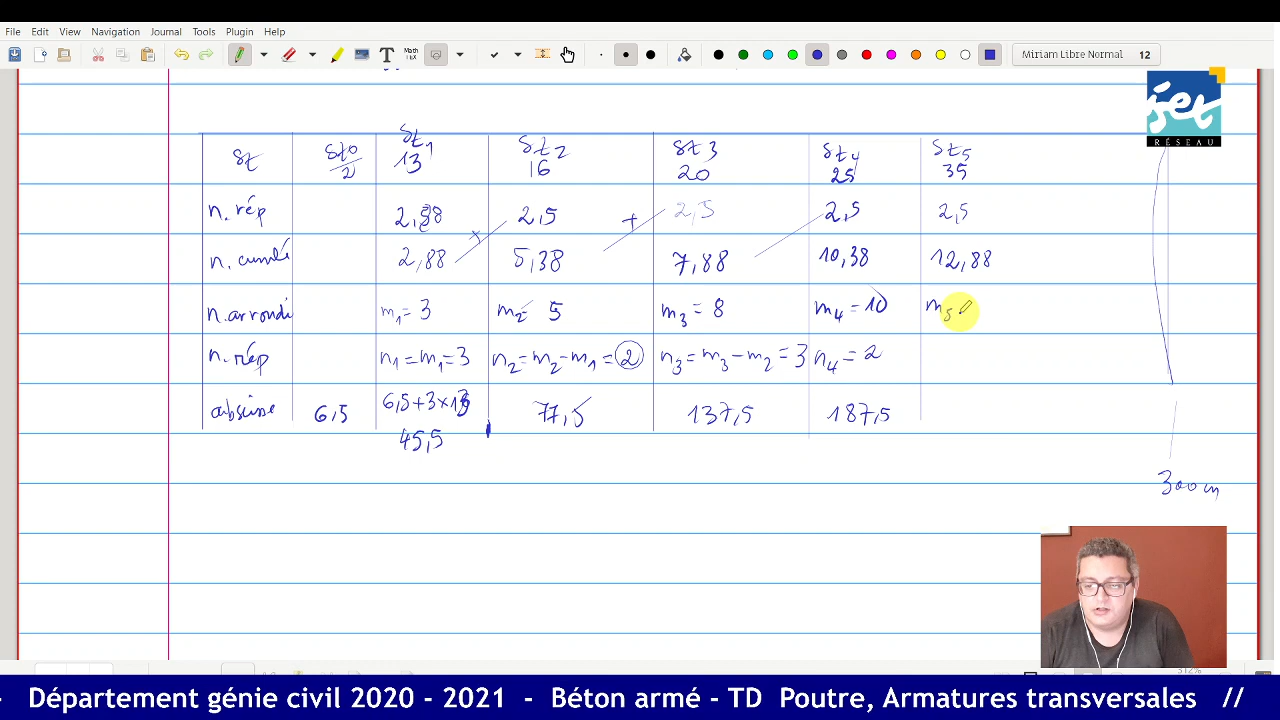 File Edit View Navigation Journal Tools Plugin Help
Miriam Libre Normal 12
iset
RÉSEAU
St St0/2 St1 13 St2 16 St3 20 St4 25 St5 35
n. rép 2,88 2,5 2,5 2,5 2,5
n. cumulé 2,88 5,38 7,88 10,38 12,88
n. arrondi m1 = 3 m2 = 5 m3 = 8 m4 = 10 m5
n. rép n1 = m1 = 3 n2 = m2 - m1 = 2 n3 = m3 - m2 = 3 n4 = 2
abscisse 6,5 6,5 + 3 × 13 77,5 137,5 187,5
45,5
300 cm
312%
- Département génie civil 2020 - 2021 - Béton armé - TD Poutre, Armatures transversales //